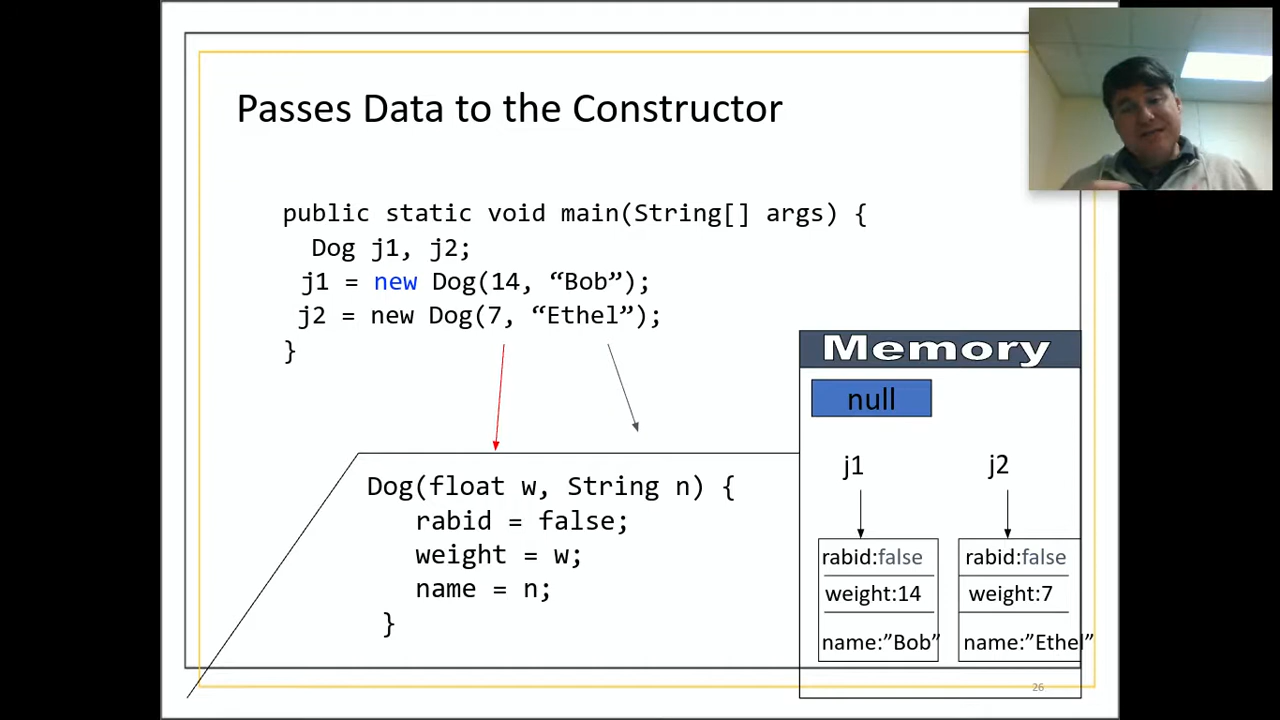 Passes Data to the Constructor
public static void main(String[] args) {
Dog j1, j2;
j1 = new Dog(14, “Bob”);
j2 = new Dog(7, “Ethel”);
}
Dog(float w, String n) {
rabid = false;
weight = w;
name = n;
}
Memory
null
j1 j2
rabid:false rabid:false
weight:14 weight:7
name:”Bob” name:”Ethel”
26